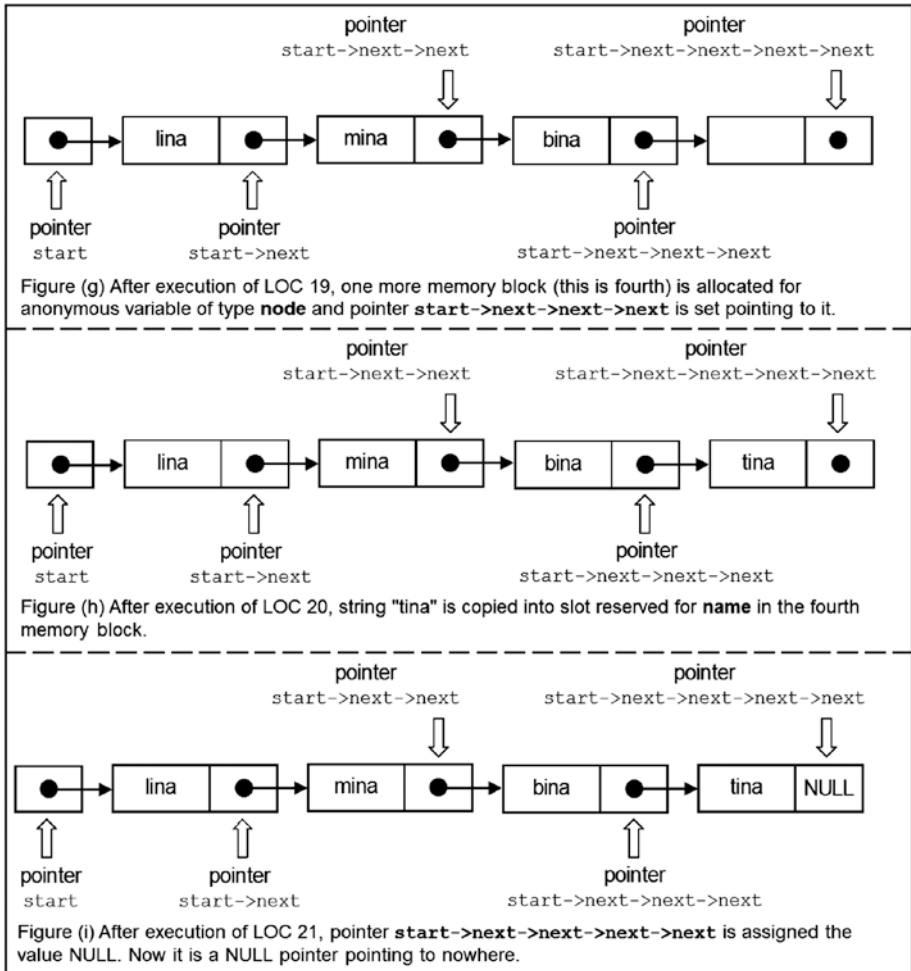 pointer pointer
start->next->next start->next->next->next->next
lina mina bina
pointer pointer pointer
start start->next start->next->next->next
Figure (g) After execution of LOC 19, one more memory block (this is fourth) is allocated for
anonymous variable of type node and pointer start->next->next->next is set pointing to it.
pointer pointer
start->next->next start->next->next->next->next
lina mina bina tina
pointer pointer pointer
start start->next start->next->next->next
Figure (h) After execution of LOC 20, string "tina" is copied into slot reserved for name in the fourth
memory block.
pointer pointer
start->next->next start->next->next->next->next
lina mina bina tina NULL
pointer pointer pointer
start start->next start->next->next->next
Figure (i) After execution of LOC 21, pointer start->next->next->next->next is assigned the
value NULL. Now it is a NULL pointer pointing to nowhere.